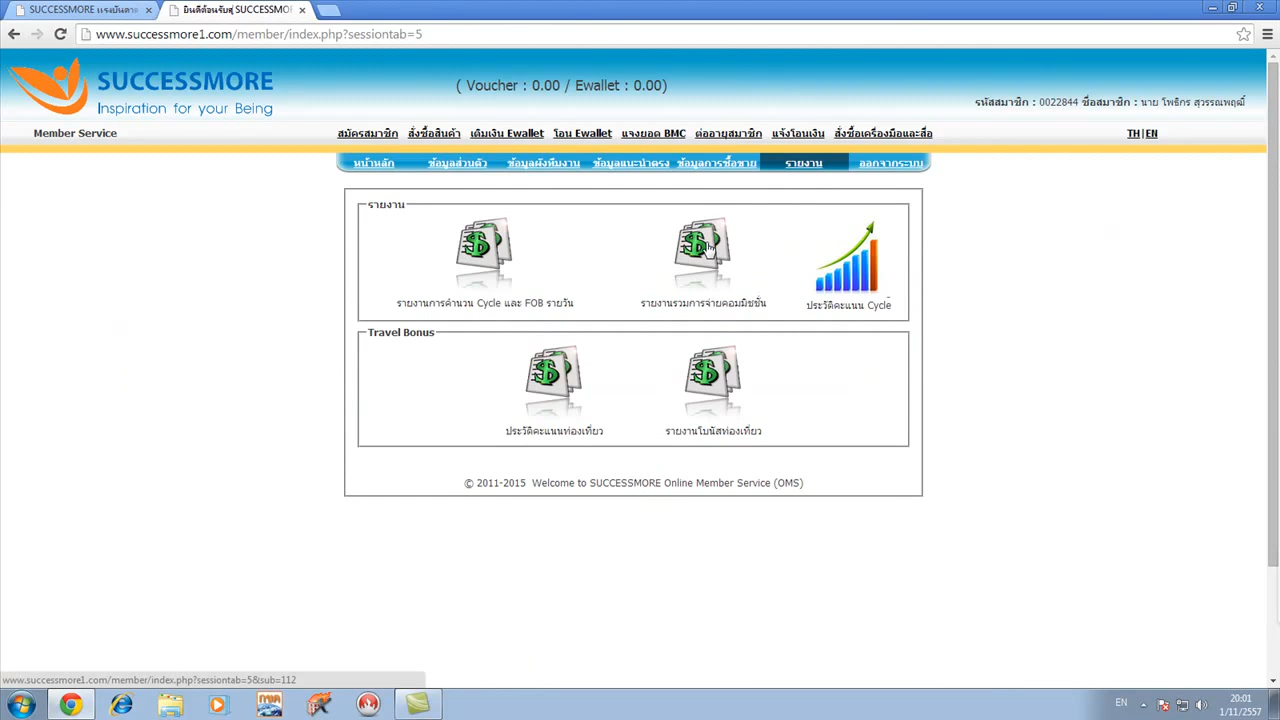 SUCCESSMORE แรงบันดา
ยินดีต้อนรับสู่ SUCCESSMO
www.successmore1.com/member/index.php?sessiontab=5
SUCCESSMORE
Inspiration for your Being
( Voucher : 0.00 / Ewallet : 0.00)
รหัสมาชิก : 0022844 ชื่อสมาชิก : นาย โพธิกร สุวรรณพฤฒิ์
Member Service
สมัครสมาชิก สั่งซื้อสินค้า เติมเงิน Ewallet โอน Ewallet แจงยอด BMC ต่ออายุสมาชิก แจ้งโอนเงิน สั่งซื้อเครื่องมือและสื่อ
TH|EN
หน้าหลัก ข้อมูลส่วนตัว ข้อมูลผังทีมงาน ข้อมูลแนะนำตรง ข้อมูลการซื้อขาย รายงาน ออกจากระบบ
รายงาน
รายงานการคำนวน Cycle และ FOB รายวัน
รายงานรวมการจ่ายคอมมิชชั่น
ประวัติคะแนน Cycle
Travel Bonus
ประวัติคะแนนท่องเที่ยว
รายงานโบนัสท่องเที่ยว
© 2011-2015 Welcome to SUCCESSMORE Online Member Service (OMS)
www.successmore1.com/member/index.php?sessiontab=5&sub=112
EN
20:01
1/11/2557